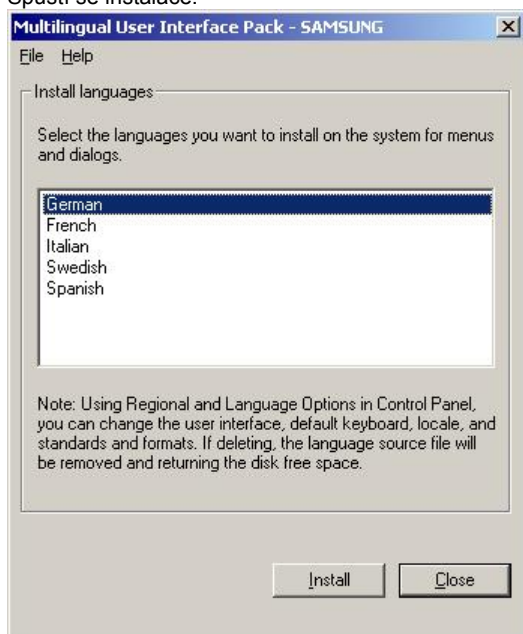 Spustí se instalace.
Multilingual User Interface Pack - SAMSUNG
File Help
Install languages
Select the languages you want to install on the system for menus
and dialogs.
German
French
Italian
Swedish
Spanish
Note: Using Regional and Language Options in Control Panel,
you can change the user interface, default keyboard, locale, and
standards and formats. If deleting, the language source file will
be removed and returning the disk free space.
Install Close